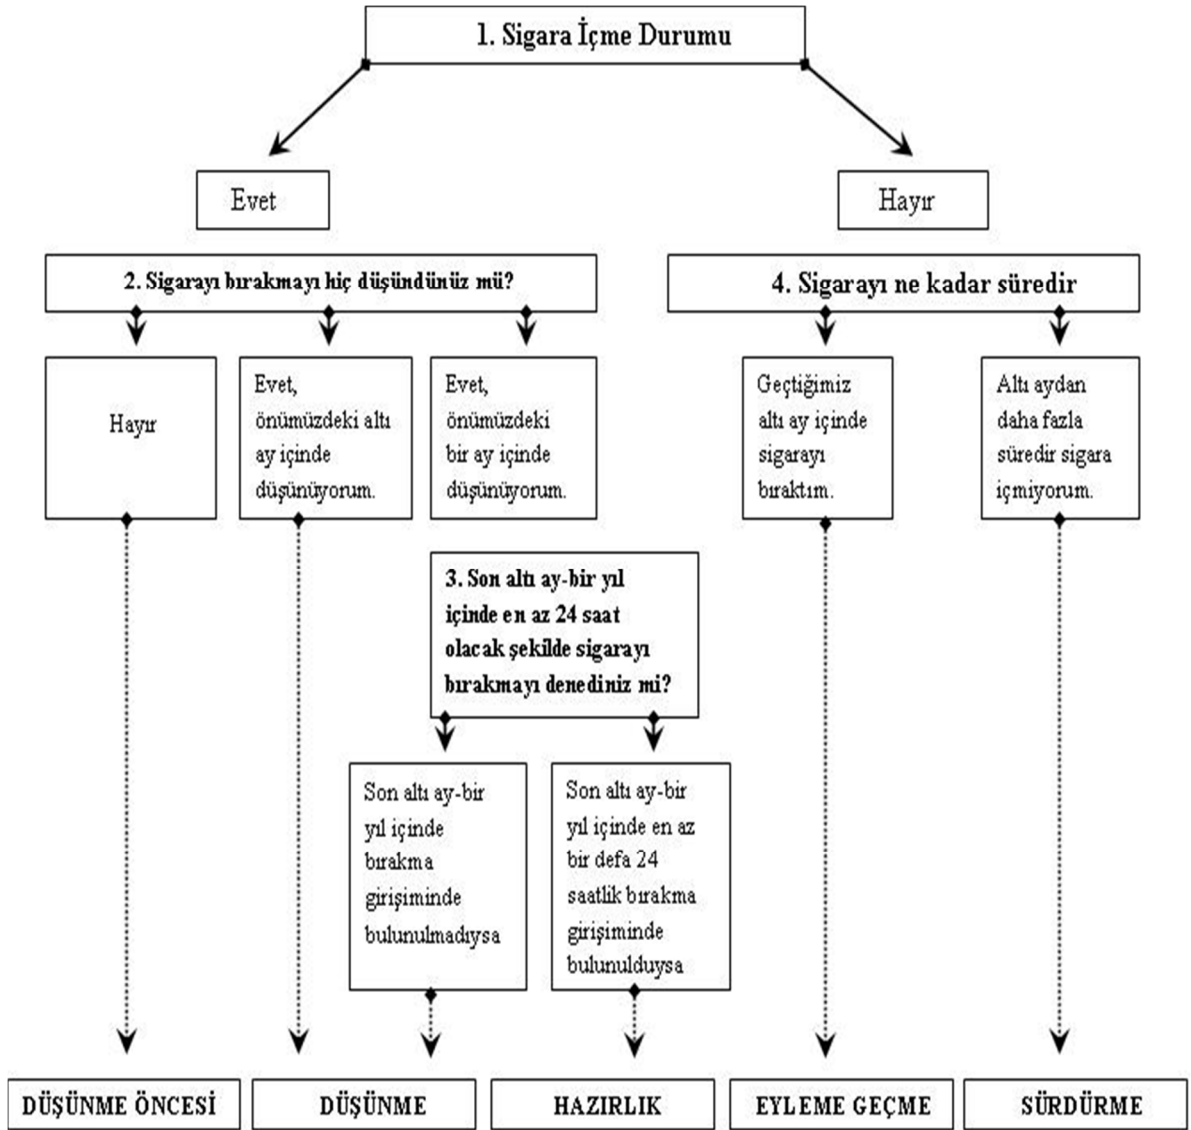 1. Sigara İçme Durumu
Evet
Hayır
2. Sigarayı bırakmayı hiç düşündünüz mü?
4. Sigarayı ne kadar süredir
Hayır
Evet,
önümüzdeki altı
ay içinde
düşünüyorum.
Evet,
önümüzdeki
bir ay içinde
düşünüyorum.
Geçtiğimiz
altı ay içinde
sigarayı
bıraktım.
Altı aydan
daha fazla
süredir sigara
içmiyorum.
3. Son altı ay-bir yıl
içinde en az 24 saat
olacak şekilde sigarayı
bırakmayı denediniz mi?
Son altı ay-bir
yıl içinde
bırakma
girişiminde
bulunulmadıysa
Son altı ay-bir
yıl içinde en az
bir defa 24
saatlik bırakma
girişiminde
bulunulduysa
DÜŞÜNME ÖNCESİ
DÜŞÜNME
HAZIRLIK
EYLEME GEÇME
SÜRDÜRME